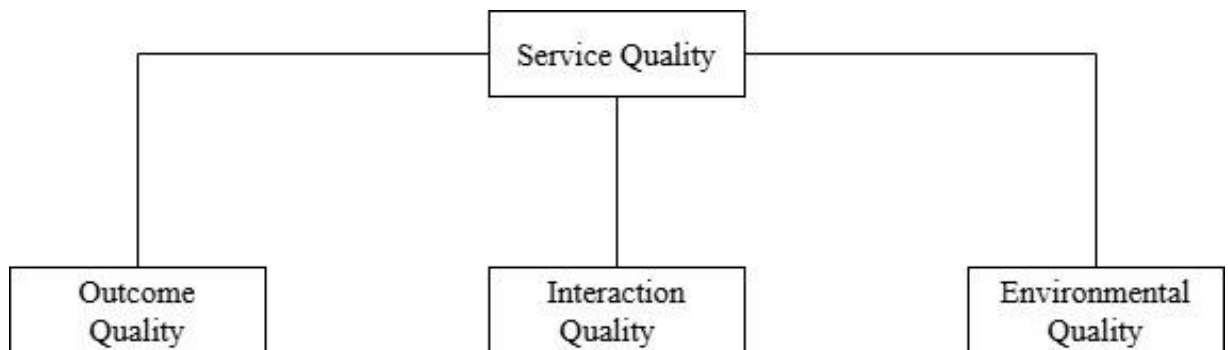 Service Quality
Outcome
Quality
Interaction
Quality
Environmental
Quality